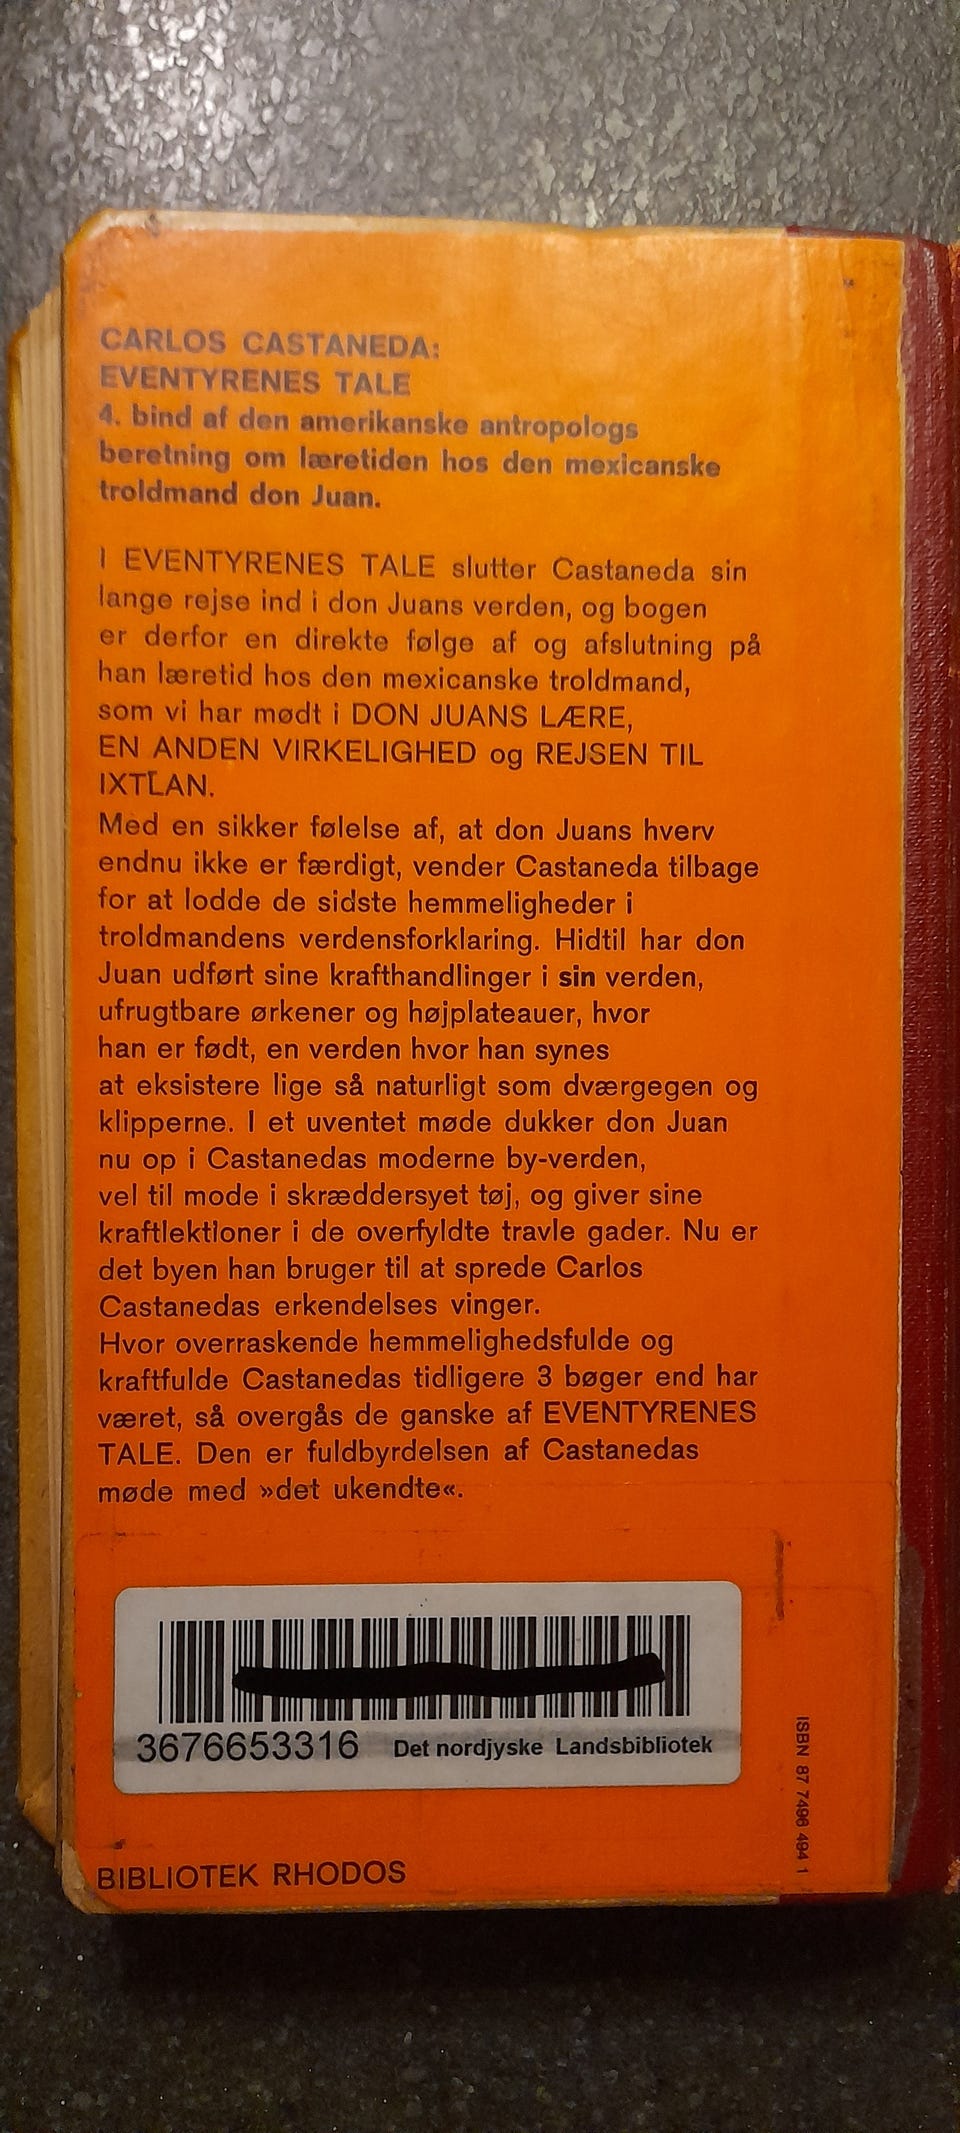 CARLOS CASTANEDA:
EVENTYRENES TALE
4. bind af den amerikanske antropologs
beretning om læretiden hos den mexicanske
troldmand don Juan.
I EVENTYRENES TALE slutter Castaneda sin
lange rejse ind i don Juans verden, og bogen
er derfor en direkte følge af og afslutning på
han læretid hos den mexicanske troldmand,
som vi har mødt i DON JUANS LÆRE,
EN ANDEN VIRKELIGHED og REJSEN TIL
IXTLAN.
Med en sikker følelse af, at don Juans hverv
endnu ikke er færdigt, vender Castaneda tilbage
for at lodde de sidste hemmeligheder i
troldmandens verdensforklaring. Hidtil har don
Juan udført sine krafthandlinger i sin verden,
ufrugtbare ørkener og højplateauer, hvor
han er født, en verden hvor han synes
at eksistere lige så naturligt som dværgegen og
klipperne. I et uventet møde dukker don Juan
nu op i Castanedas moderne by-verden,
vel til mode i skræddersyet tøj, og giver sine
kraftlektioner i de overfyldte travle gader. Nu er
det byen han bruger til at sprede Carlos
Castanedas erkendelses vinger.
Hvor overraskende hemmelighedsfulde og
kraftfulde Castanedas tidligere 3 bøger end har
været, så overgås de ganske af EVENTYRENES
TALE. Den er fuldbyrdelsen af Castanedas
møde med »det ukendte«.
3676653316 Det nordjyske Landsbibliotek
ISBN 87 7496 494 1
BIBLIOTEK RHODOS